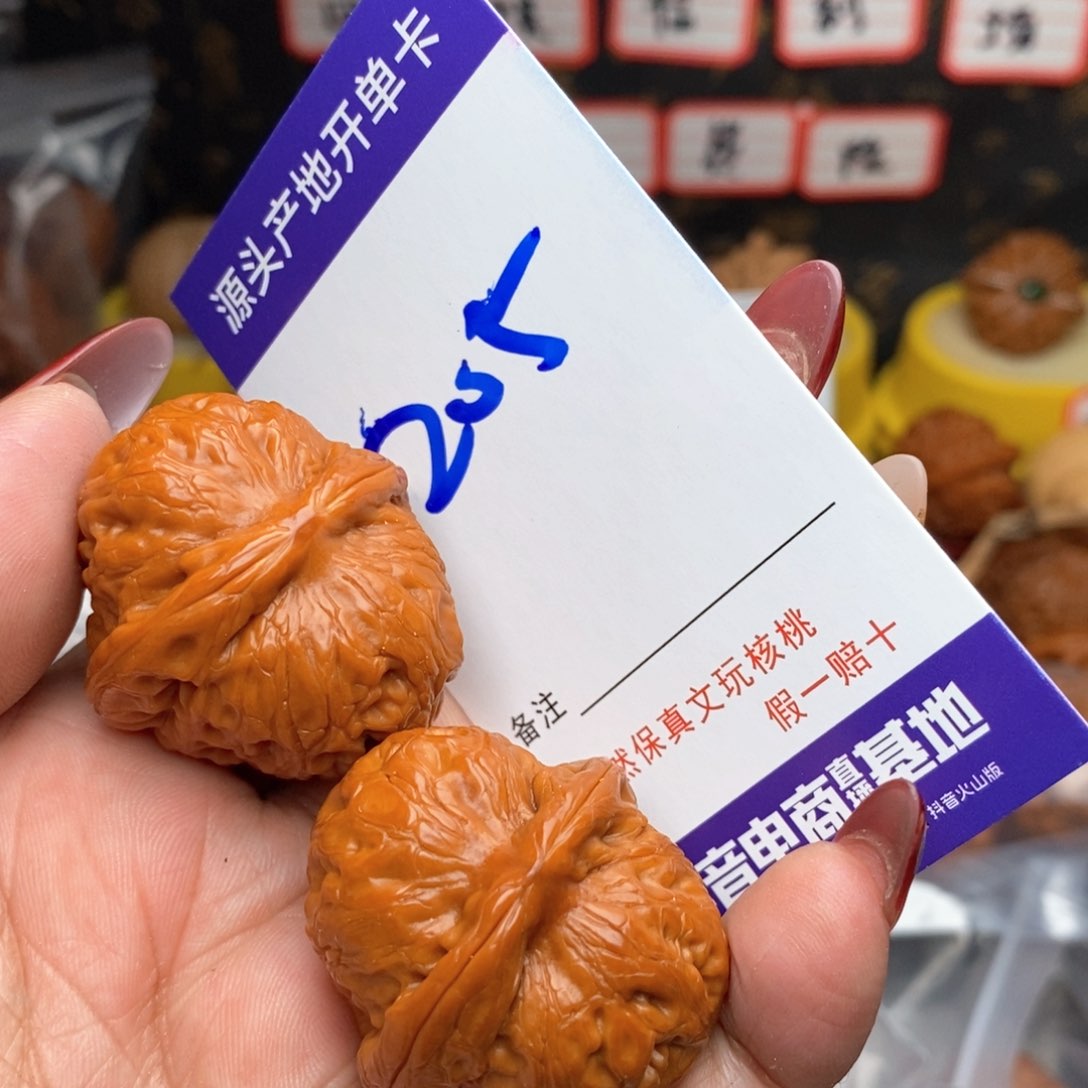 源头产地开单卡
205
备注
然保真文玩核桃
假一赔十
音电商直播基地
抖音火山版